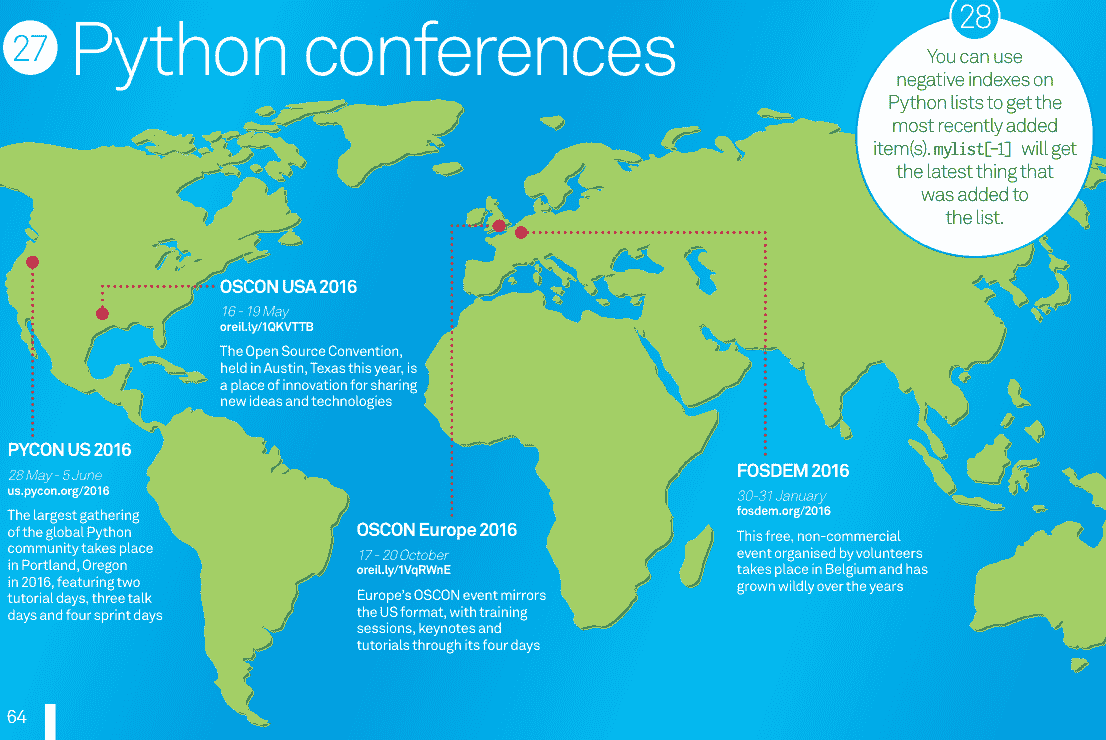 27 Python conferences
28
You can use
negative indexes on
Python lists to get the
most recently added
item(s). mylist[-1] will get
the latest thing that
was added to
the list.
OSCON USA 2016
16 - 19 May
oreil.ly/1QKVTTB
The Open Source Convention,
held in Austin, Texas this year, is
a place of innovation for sharing
new ideas and technologies
PYCON US 2016
28 May - 5 June
us.pycon.org/2016
The largest gathering
of the global Python
community takes place
in Portland, Oregon
in 2016, featuring two
tutorial days, three talk
days and four sprint days
OSCON Europe 2016
17 - 20 October
oreil.ly/1VqRWnE
Europe's OSCON event mirrors
the US format, with training
sessions, keynotes and
tutorials through its four days
FOSDEM 2016
30-31 January
fosdem.org/2016
This free, non-commercial
event organised by volunteers
takes place in Belgium and has
grown wildly over the years
64